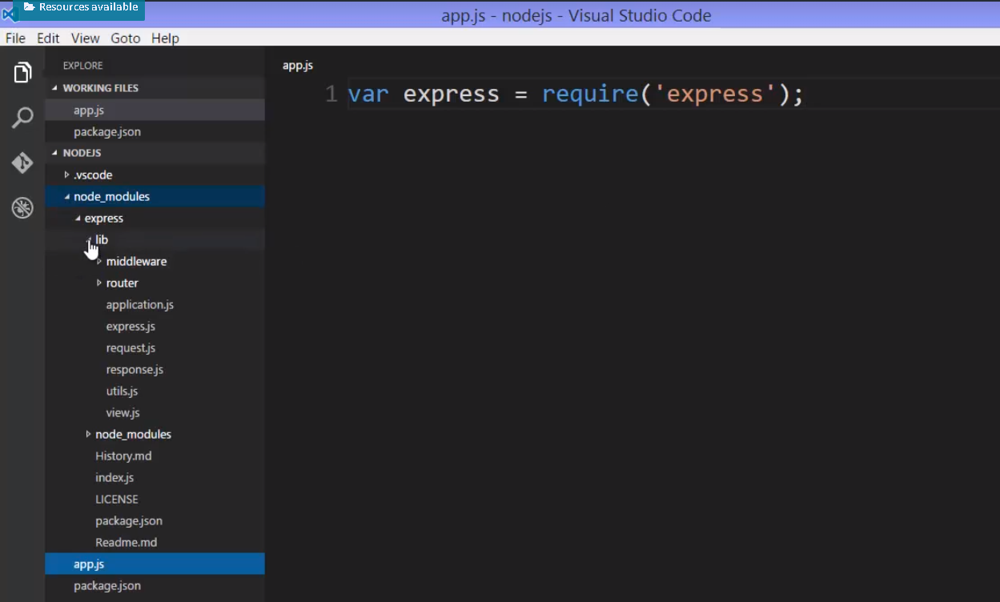 Resources available
app.js - nodejs - Visual Studio Code
File Edit View Goto Help
EXPLORE
WORKING FILES
app.js
package.json
NODEJS
.vscode
node_modules
express
lib
middleware
router
application.js
express.js
request.js
response.js
utils.js
view.js
node_modules
History.md
index.js
LICENSE
package.json
Readme.md
app.js
package.json
app.js
1 var express = require('express');